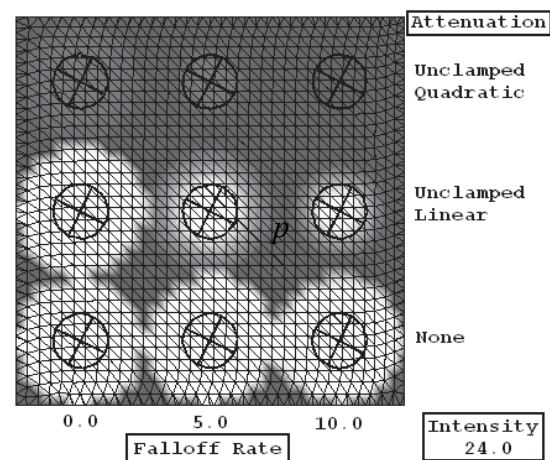 Attenuation
Unclamped
Quadratic
Unclamped
Linear
p
None
0.0 5.0 10.0
Falloff Rate
Intensity
24.0